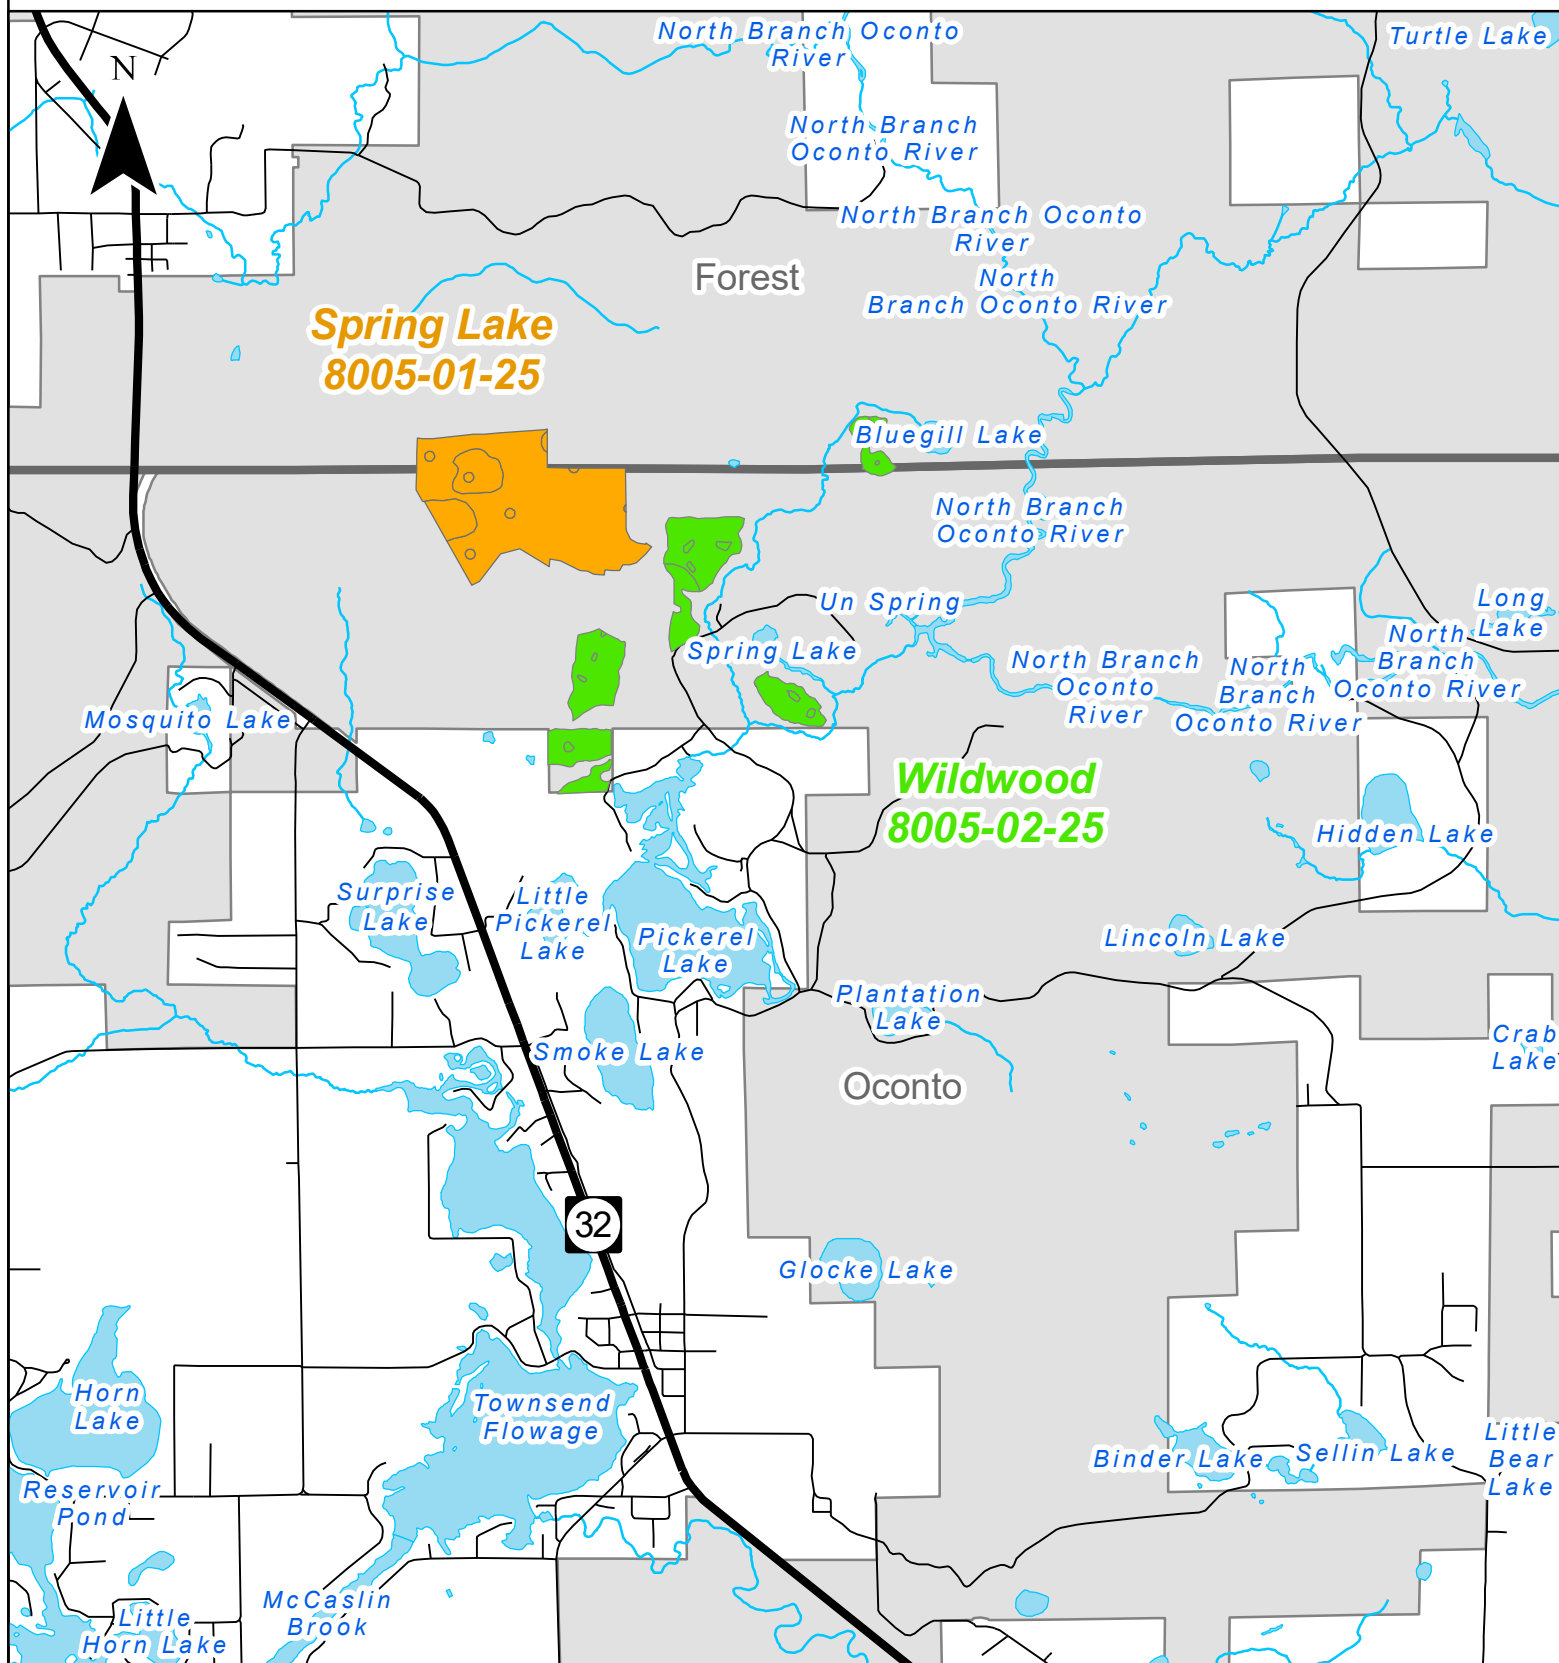 North Branch Oconto
River
Turtle Lake
N
North Branch
Oconto River
North Branch Oconto
River
Forest
North
Branch Oconto River
Spring Lake
8005-01-25
Bluegill Lake
North Branch
Oconto River
Un Spring
Long
Lake
Spring Lake
North Branch
Oconto
River
North
Branch
Oconto River
North
Branch
Oconto River
Mosquito Lake
Wildwood
8005-02-25
Hidden Lake
Surprise
Lake
Little
Pickerel
Lake
Pickerel
Lake
Lincoln Lake
Plantation
Lake
Smoke Lake
Crab
Lake
Oconto
32
Glocke Lake
Horn
Lake
Townsend
Flowage
Binder Lake
Sellin Lake
Little
Bear
Lake
Reservoir
Pond
McCaslin
Brook
Little
Horn Lake